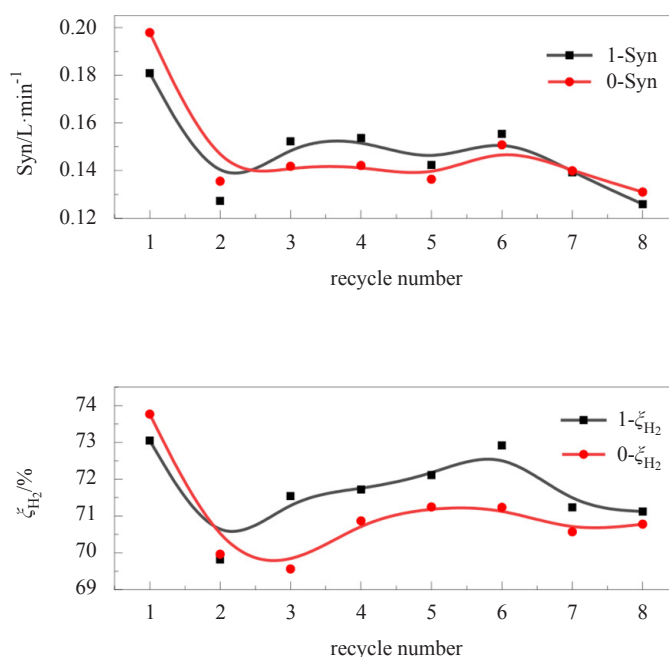 0.20
0.18
0.16
0.14
0.12
Syn/L·min⁻¹
1-Syn
0-Syn
1 2 3 4 5 6 7 8
recycle number
74
73
72
71
70
69
ξH₂/%
1-ξH₂
0-ξH₂
1 2 3 4 5 6 7 8
recycle number